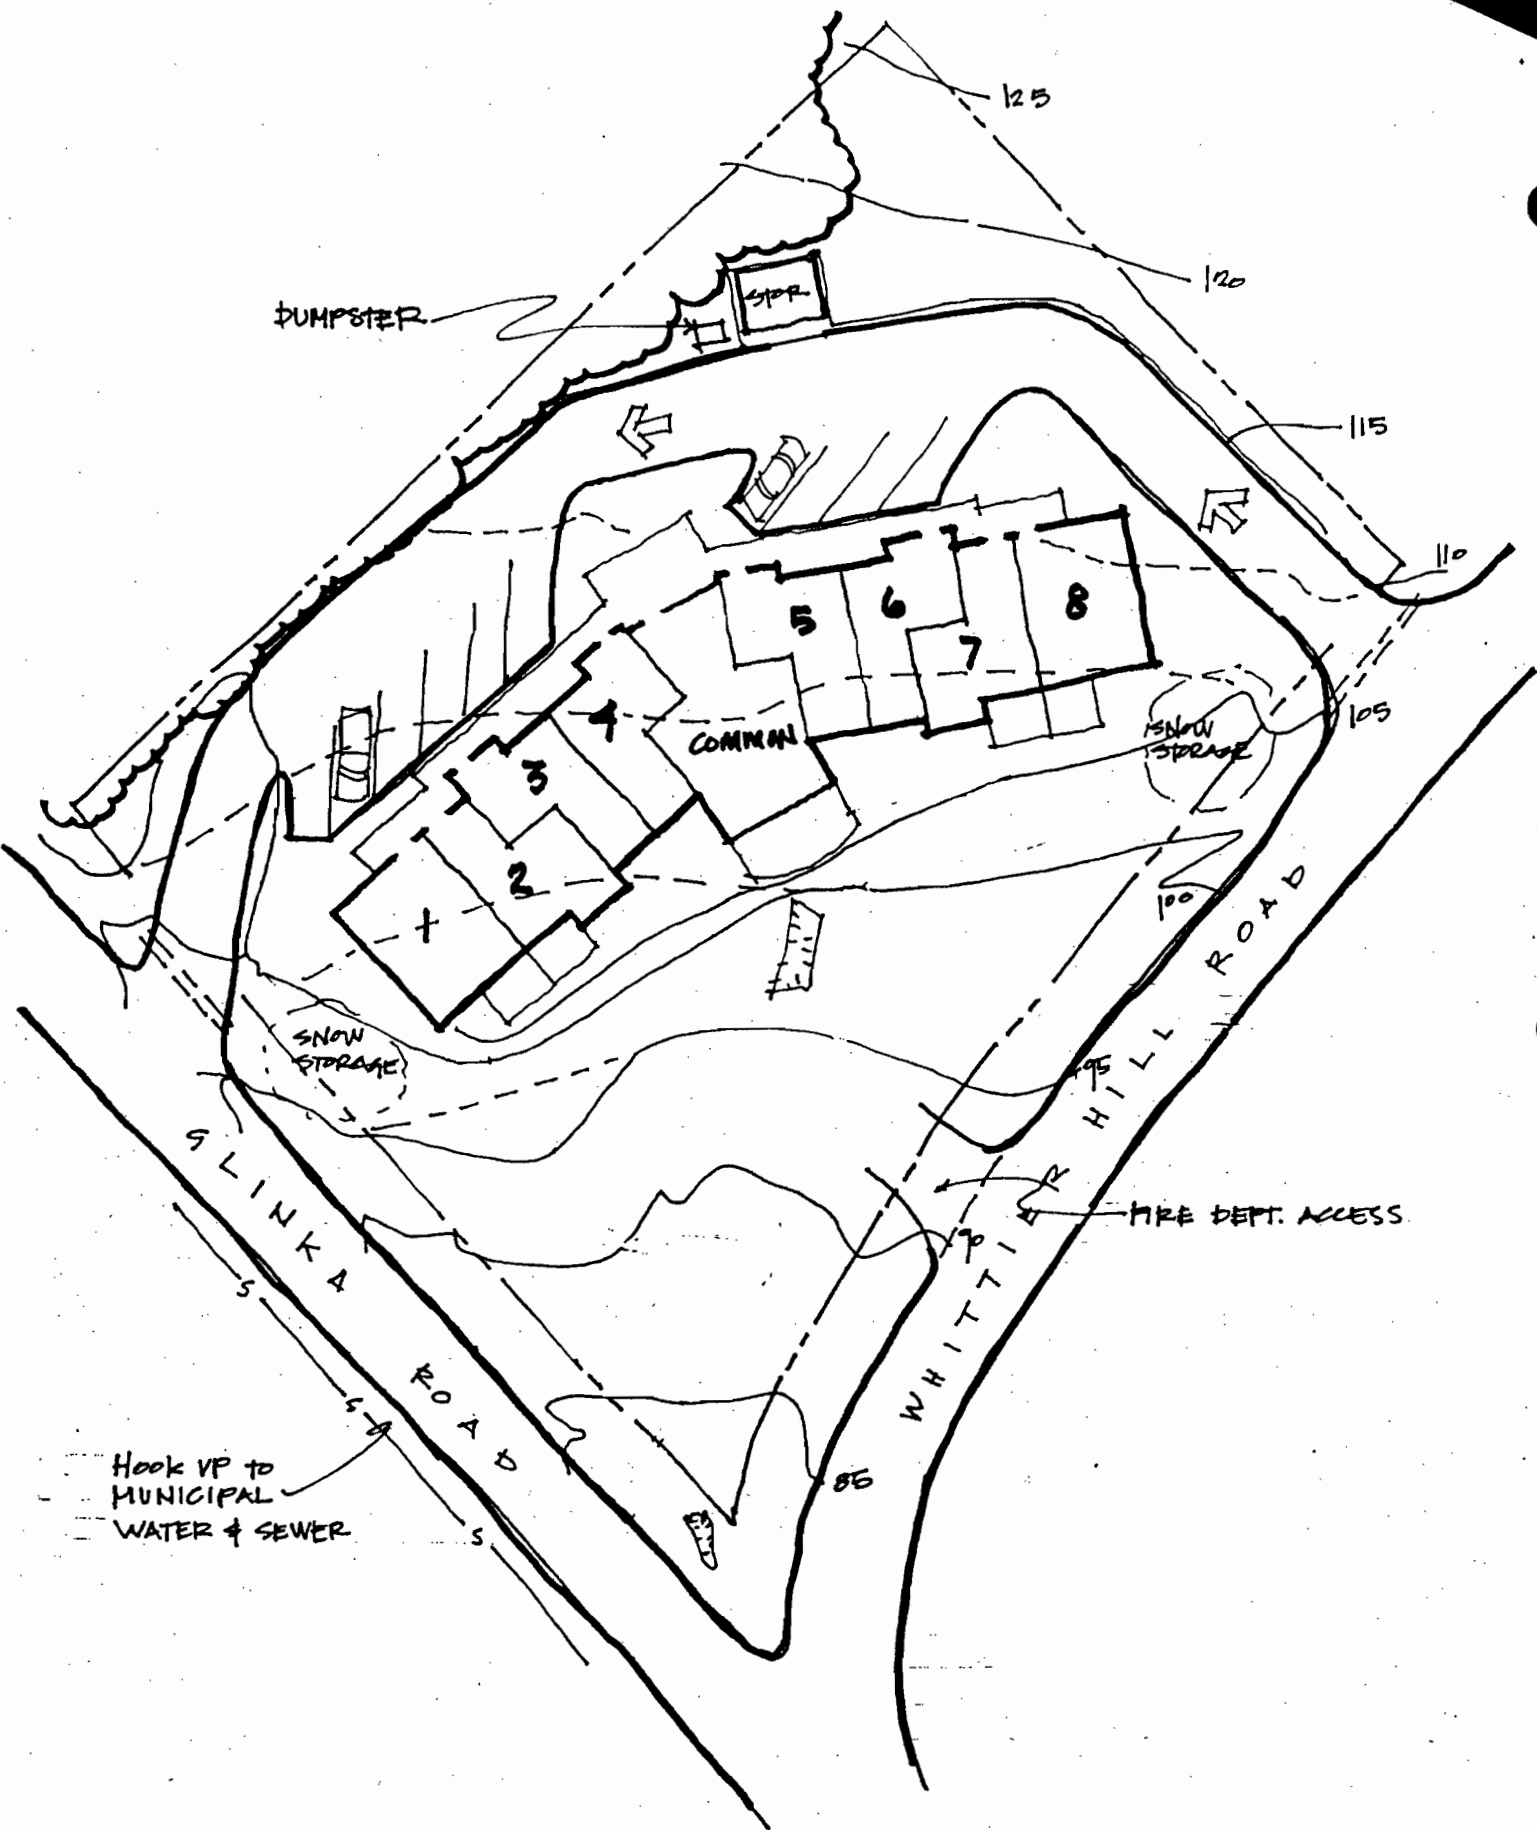 125
120
DUMPSTER
STOR
115
110
5
6
8
7
105
4
COMMON
SNOW
STORAGE
3
2
1
100
SNOW
STORAGE
95
SLINKA ROAD
WHITTIER HILL ROAD
FIRE DEPT. ACCESS
90
S
S
S
HOOK UP TO
MUNICIPAL
WATER & SEWER
85